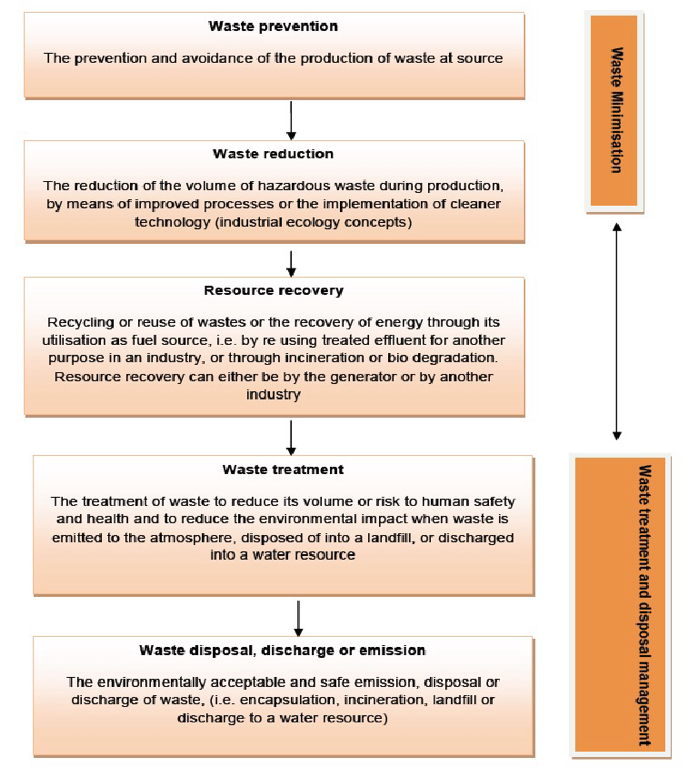 Waste prevention
The prevention and avoidance of the production of waste at source
Waste reduction
The reduction of the volume of hazardous waste during production,
by means of improved processes or the implementation of cleaner
technology (industrial ecology concepts)
Resource recovery
Recycling or reuse of wastes or the recovery of energy through its
utilisation as fuel source, i.e. by re using treated effluent for another
purpose in an industry, or through incineration or bio degradation.
Resource recovery can either be by the generator or by another
industry
Waste treatment
The treatment of waste to reduce its volume or risk to human safety
and health and to reduce the environmental impact when waste is
emitted to the atmosphere, disposed of into a landfill, or discharged
into a water resource
Waste disposal, discharge or emission
The environmentally acceptable and safe emission, disposal or
discharge of waste, (i.e. encapsulation, incineration, landfill or
discharge to a water resource)
Waste Minimisation
Waste treatment and disposal management